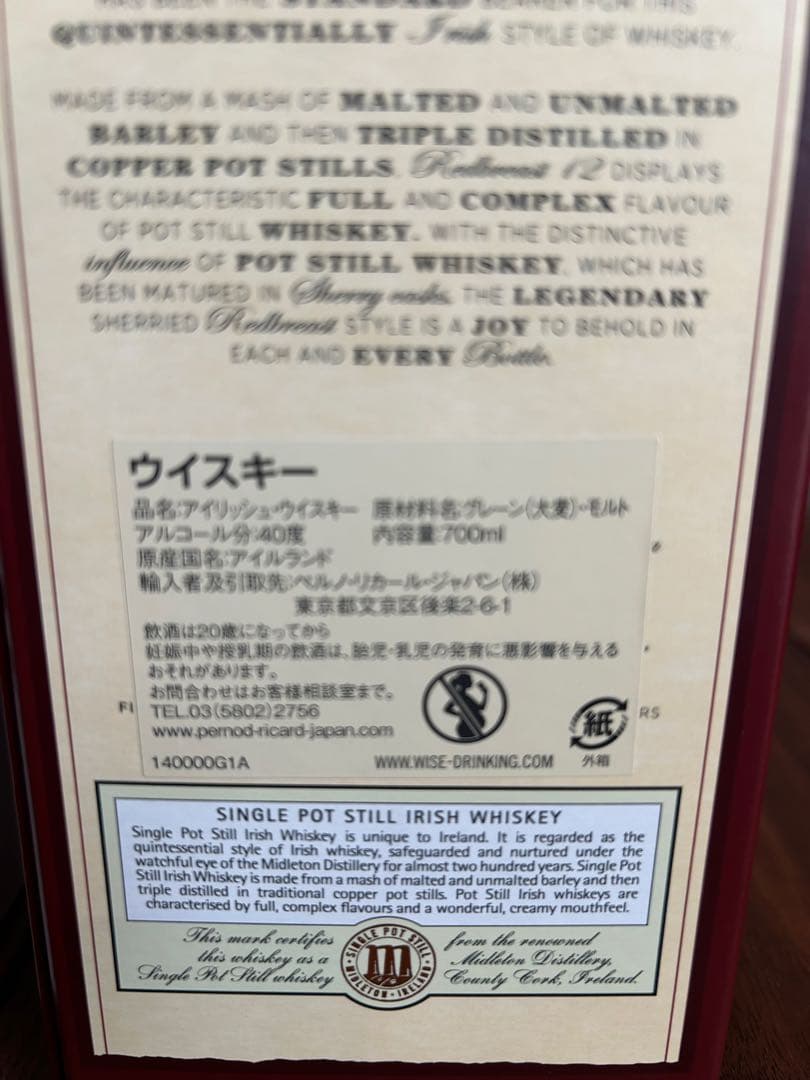 HAS BEEN THE STANDARD BEARER FOR THIS
QUINTESSENTIALLY Irish STYLE OF WHISKEY.
MADE FROM A MASH OF MALTED AND UNMALTED
BARLEY AND THEN TRIPLE DISTILLED IN
COPPER POT STILLS. Redbreast 12 DISPLAYS
THE CHARACTERISTIC FULL AND COMPLEX FLAVOUR
OF POT STILL WHISKEY. WITH THE DISTINCTIVE
influence OF POT STILL WHISKEY, WHICH HAS
BEEN MATURED IN Sherry casks, THE LEGENDARY
SHERRIED Redbreast STYLE IS A JOY TO BEHOLD IN
EACH AND EVERY Bottle.
ウイスキー
品名:アイリッシュ・ウイスキー 原材料名:グレーン(大麦)・モルト
アルコール分:40度 内容量:700ml
原産国名:アイルランド
輸入者及引取先:ペルノ・リカール・ジャパン(株)
東京都文京区後楽2-6-1
飲酒は20歳になってから
妊娠中や授乳期の飲酒は、胎児・乳児の発育に悪影響を与える
おそれがあります。
お問合わせはお客様相談室まで。
TEL.03(5802)2756
www.pernod-ricard-japan.com
140000G1A WWW.WISE-DRINKING.COM
紙
外箱
FI
RS
SINGLE POT STILL IRISH WHISKEY
Single Pot Still Irish Whiskey is unique to Ireland. It is regarded as the
quintessential style of Irish whiskey, safeguarded and nurtured under the
watchful eye of the Midleton Distillery for almost two hundred years. Single Pot
Still Irish Whiskey is made from a mash of malted and unmalted barley and then
triple distilled in traditional copper pot stills. Pot Still Irish whiskeys are
characterised by full, complex flavours and a wonderful, creamy mouthfeel.
This mark certifies
this whiskey as a
Single Pot Still whiskey
SINGLE POT STILL
MIDLETON • IRELAND
from the renowned
Midleton Distillery,
County Cork, Ireland.